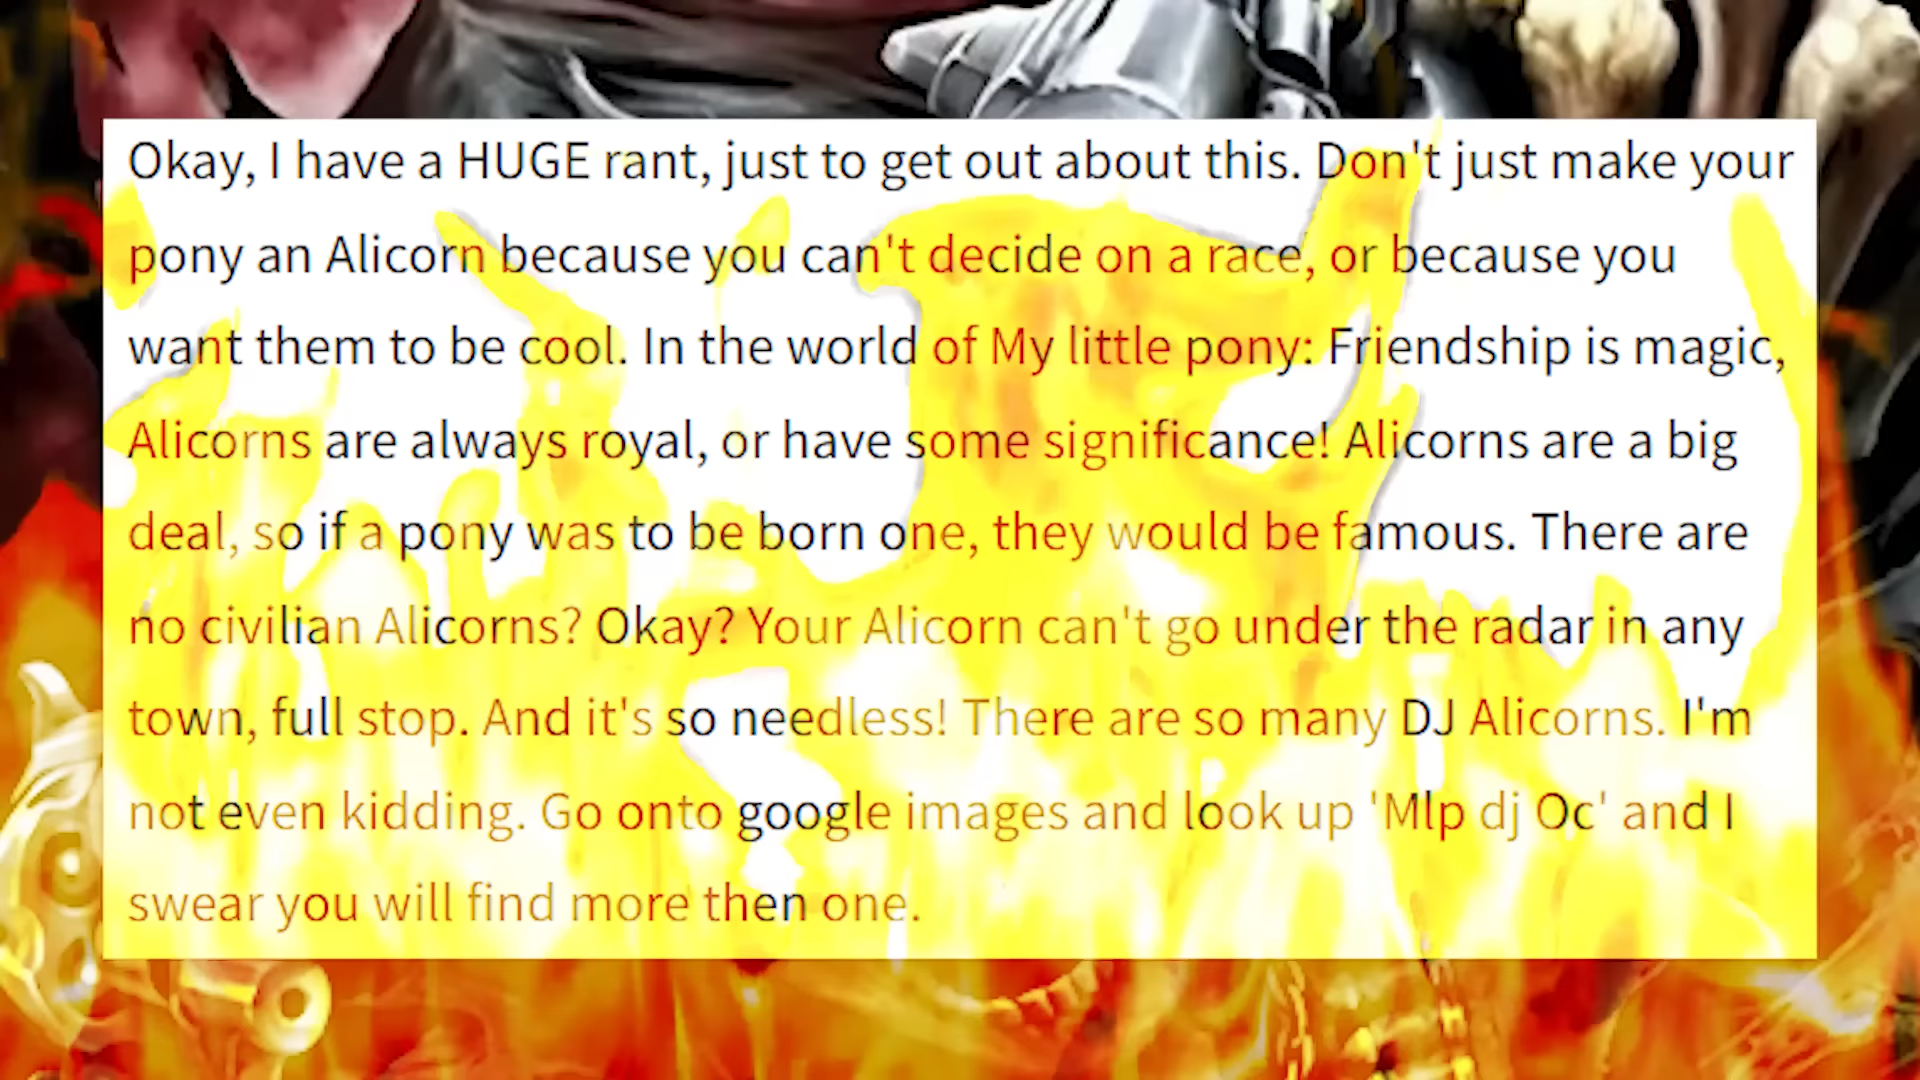 Okay, I have a HUGE rant, just to get out about this. Don't just make your
pony an Alicorn because you can't decide on a race, or because you
want them to be cool. In the world of My little pony: Friendship is magic,
Alicorns are always royal, or have some significance! Alicorns are a big
deal, so if a pony was to be born one, they would be famous. There are
no civilian Alicorns? Okay? Your Alicorn can't go under the radar in any
town, full stop. And it's so needless! There are so many DJ Alicorns. I'm
not even kidding. Go onto google images and look up 'Mlp dj Oc' and I
swear you will find more then one.